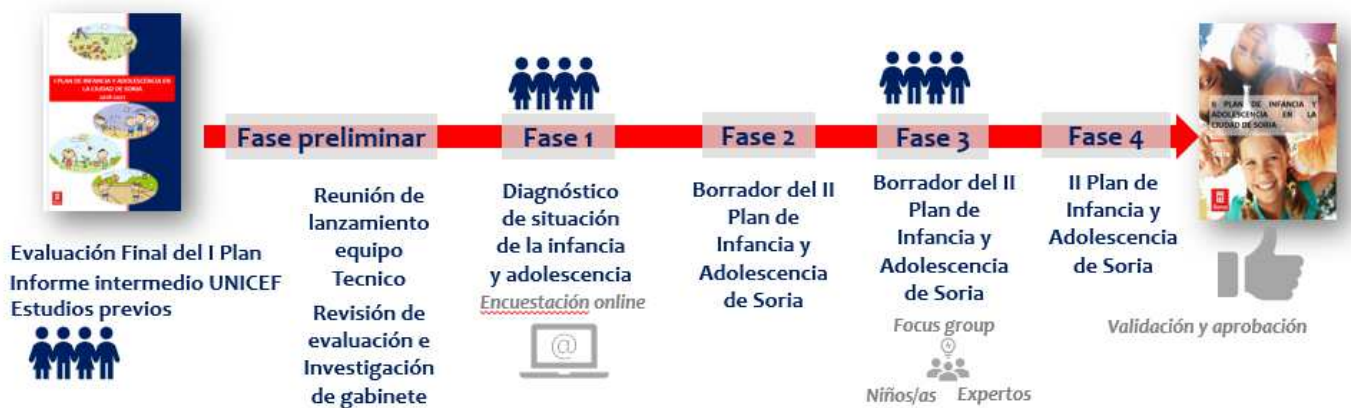 I PLAN DE INFANCIA Y ADOLESCENCIA EN
LA CIUDAD DE SORIA
Evaluación Final del I Plan
Informe intermedio UNICEF
Estudios previos
Fase preliminar
Reunión de
lanzamiento
equipo
Tecnico
Revisión de
evaluación e
Investigación
de gabinete
Fase 1
Diagnóstico
de situación
de la infancia
y adolescencia
Encuestación online
@
Fase 2
Borrador del II
Plan de
Infancia y
Adolescencia
de Soria
Fase 3
Borrador del II
Plan de
Infancia y
Adolescencia
de Soria
Focus group
Niños/as Expertos
Fase 4
II Plan de
Infancia y
Adolescencia
de Soria
Validación y aprobación
II PLAN DE INFANCIA Y
ADOLESCENCIA EN LA
CIUDAD DE SORIA